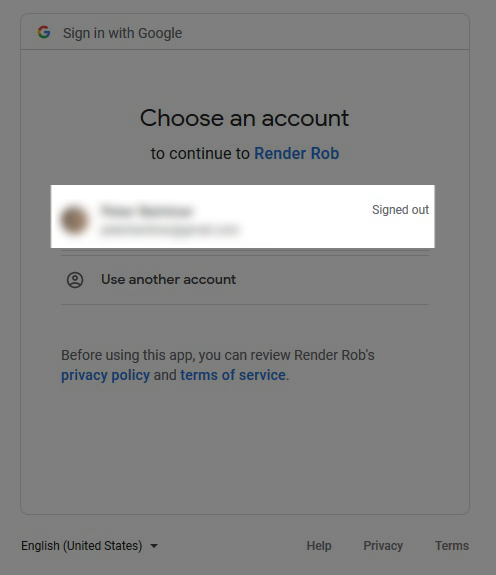 Sign in with Google
Choose an account
to continue to Render Rob
Signed out
Use another account
Before using this app, you can review Render Rob's
privacy policy and terms of service.
English (United States)
Help Privacy Terms